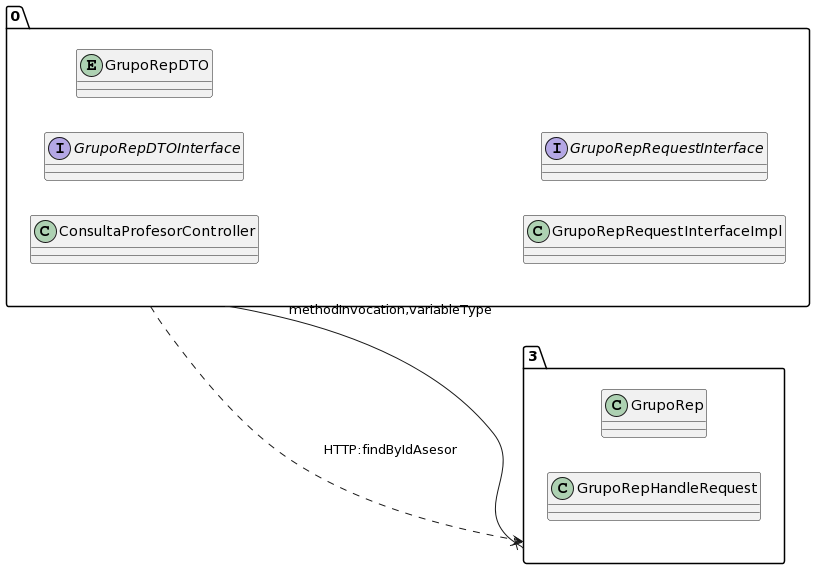 0
E GrupoRepDTO
I GrupoRepDTOInterface
I GrupoRepRequestInterface
C ConsultaProfesorController
C GrupoRepRequestInterfaceImpl
methodInvocation,variableType
3
C GrupoRep
HTTP:findByIdAsesor
C GrupoRepHandleRequest